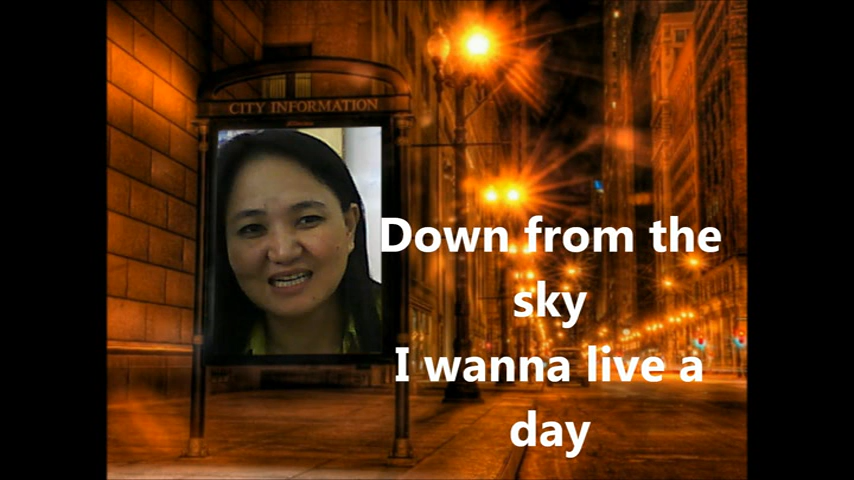 CITY INFORMATION
Down from the
sky
I wanna live a
day